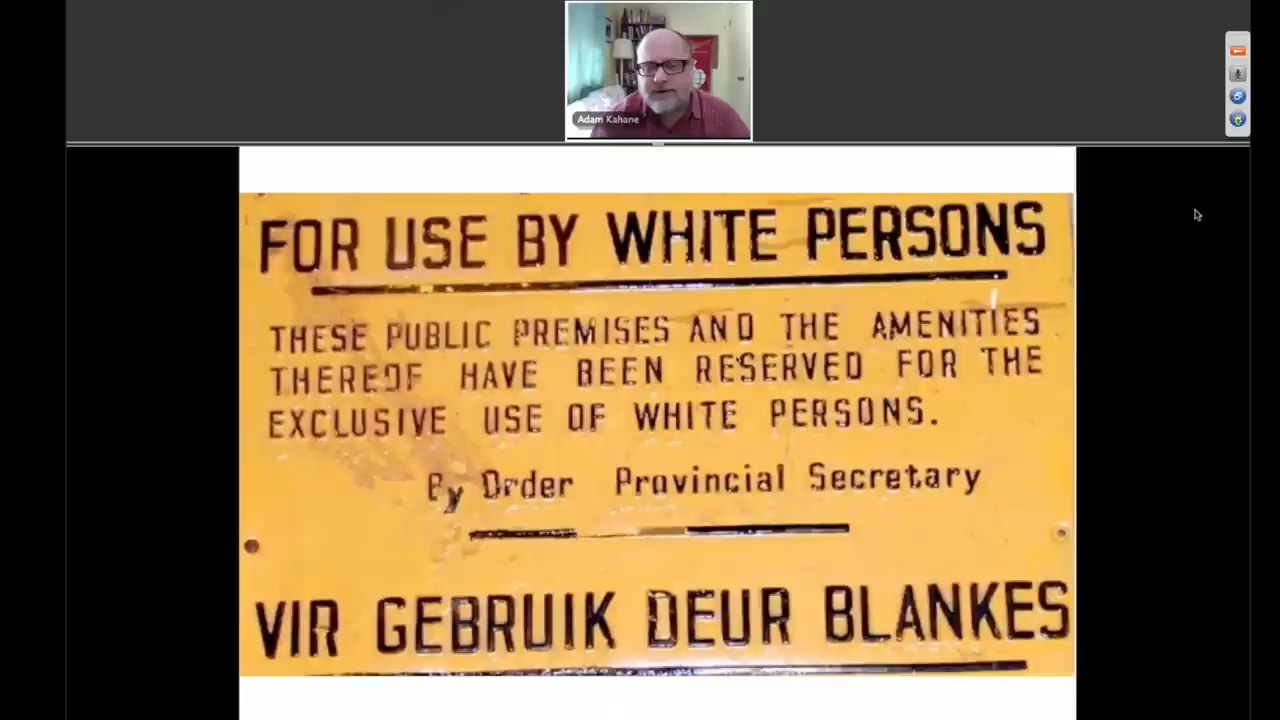 Adam Kahane
FOR USE BY WHITE PERSONS
THESE PUBLIC PREMISES AND THE AMENITIES
THEREOF HAVE BEEN RESERVED FOR THE
EXCLUSIVE USE OF WHITE PERSONS.
By Order Provincial Secretary
VIR GEBRUIK DEUR BLANKES